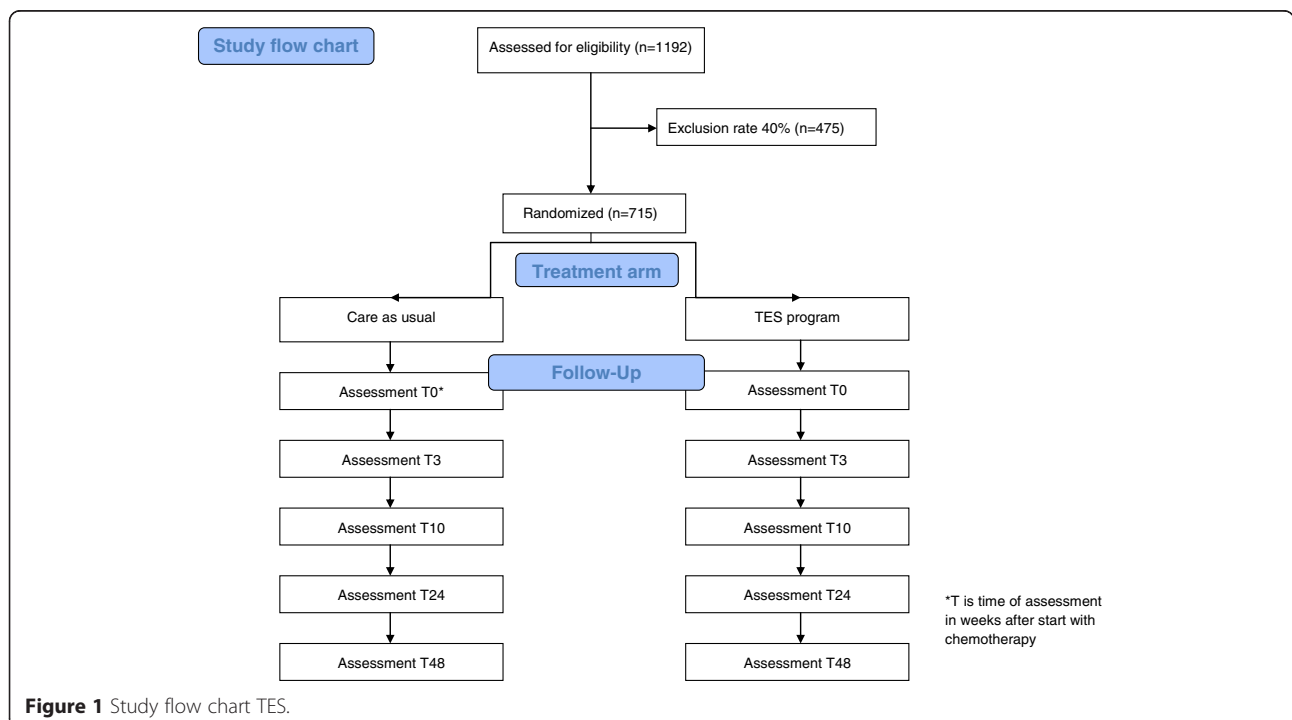 Study flow chart
Assessed for eligibility (n=1192)
Exclusion rate 40% (n=475)
Randomized (n=715)
Treatment arm
Care as usual
TES program
Follow-Up
Assessment T0*
Assessment T0
Assessment T3
Assessment T3
Assessment T10
Assessment T10
Assessment T24
Assessment T24
*T is time of assessment
in weeks after start with
chemotherapy
Assessment T48
Assessment T48
Figure 1 Study flow chart TES.